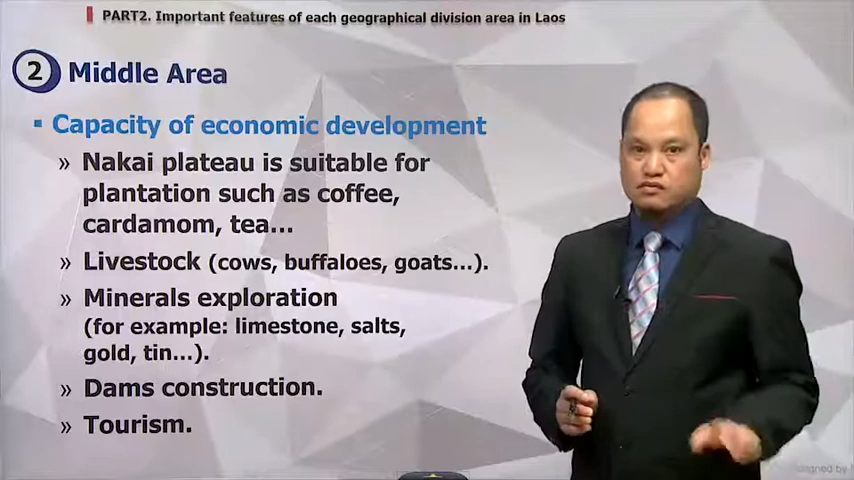 PART2. Important features of each geographical division area in Laos
2 Middle Area
▪ Capacity of economic development
» Nakai plateau is suitable for
plantation such as coffee,
cardamom, tea...
» Livestock (cows, buffaloes, goats...).
» Minerals exploration
(for example: limestone, salts,
gold, tin...).
» Dams construction.
» Tourism.